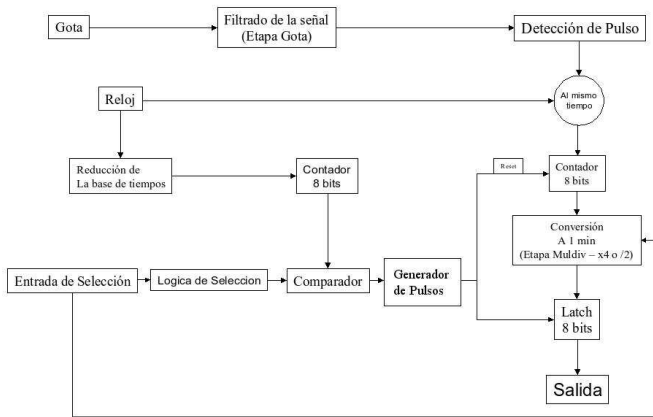 Gota
Filtrado de la señal
(Etapa Gota)
Detección de Pulso
Reloj
Al mismo
tiempo
Reducción de
La base de tiempos
Contador
8 bits
Reset
Contador
8 bits
Conversión
A 1 min
(Etapa Muldiv – x4 o /2)
Entrada de Selección
Logica de Seleccion
Comparador
Generador
de Pulsos
Latch
8 bits
Salida